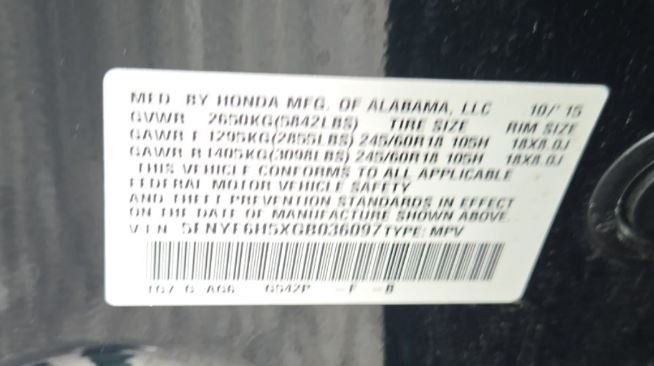 MFD BY HONDA MFG. OF ALABAMA, LLC 10/'15
GVWR 2650KG(5842LBS) TIRE SIZE RIM SIZE
GAWR F 1295KG(2855LBS) 245/60R18 105H 18X8.0J
GAWR R 1405KG(3098LBS) 245/60R18 105H 18X8.0J
THIS VEHICLE CONFORMS TO ALL APPLICABLE
FEDERAL MOTOR VEHICLE SAFETY
AND THEFT PREVENTION STANDARDS IN EFFECT
ON THE DATE OF MANUFACTURE SHOWN ABOVE.
V.I.N. 5FNYF6H5XGB036097 TYPE: MPV
TG7 G AG6 G542P -F -B